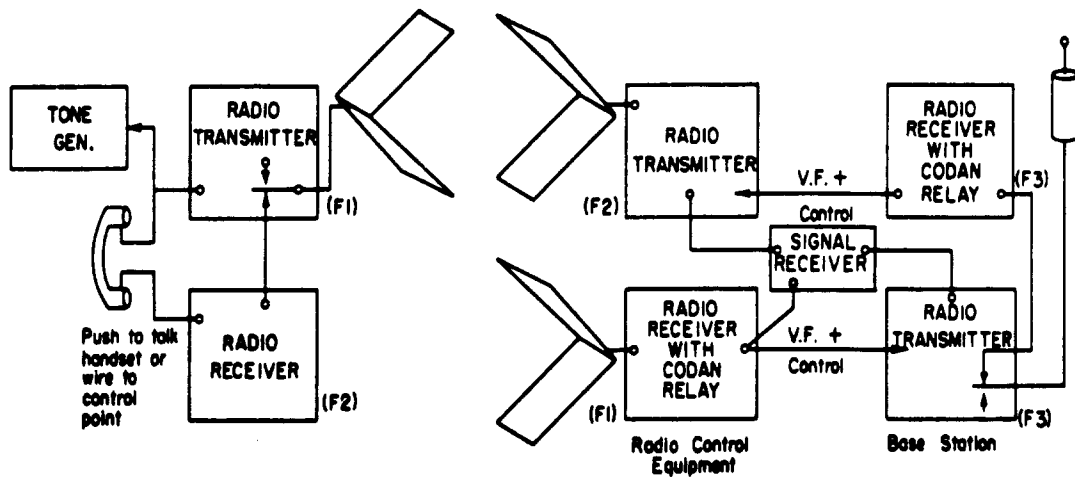 TONE
GEN.
RADIO
TRANSMITTER
(F1)
Push to talk
handset or
wire to
control
point
RADIO
RECEIVER
(F2)
RADIO
TRANSMITTER
(F2)
V.F. +
Control
RADIO
RECEIVER
WITH
CODAN
RELAY
(F3)
SIGNAL
RECEIVER
RADIO
RECEIVER
WITH
CODAN
RELAY
(F1)
V.F. +
Control
RADIO
TRANSMITTER
(F3)
Radio Control
Equipment
Base Station